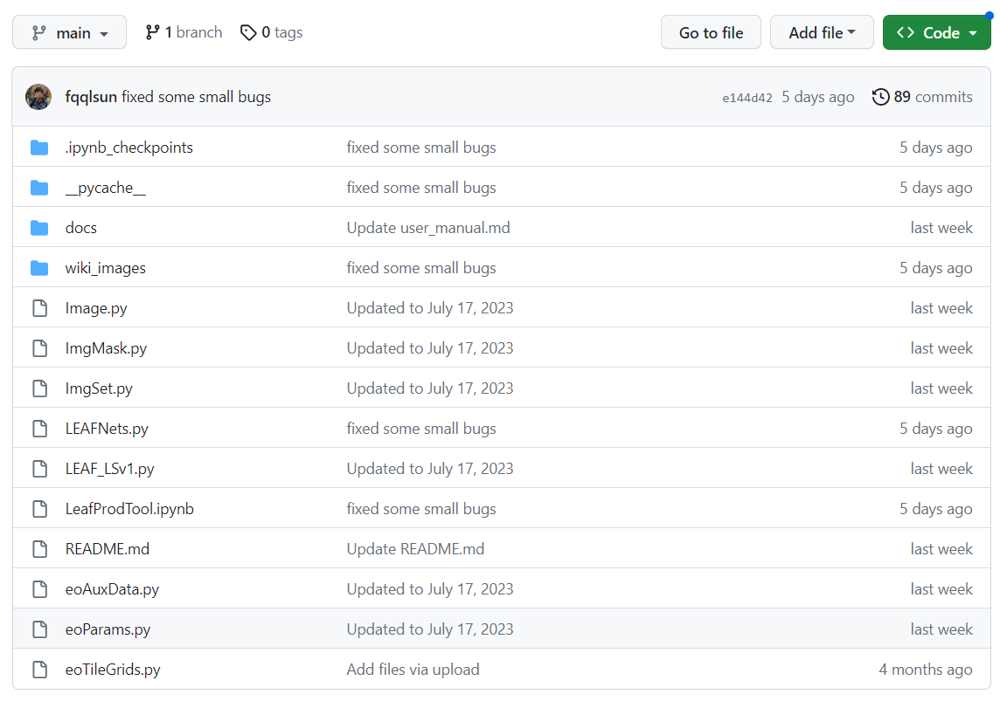 main 1 branch 0 tags Go to file Add file Code
fqqlsun fixed some small bugs e144d42 5 days ago 89 commits
.ipynb_checkpoints fixed some small bugs 5 days ago
__pycache__ fixed some small bugs 5 days ago
docs Update user_manual.md last week
wiki_images fixed some small bugs 5 days ago
Image.py Updated to July 17, 2023 last week
ImgMask.py Updated to July 17, 2023 last week
ImgSet.py Updated to July 17, 2023 last week
LEAFNets.py fixed some small bugs 5 days ago
LEAF_LSv1.py Updated to July 17, 2023 last week
LeafProdTool.ipynb fixed some small bugs 5 days ago
README.md Update README.md last week
eoAuxData.py Updated to July 17, 2023 last week
eoParams.py Updated to July 17, 2023 last week
eoTileGrids.py Add files via upload 4 months ago